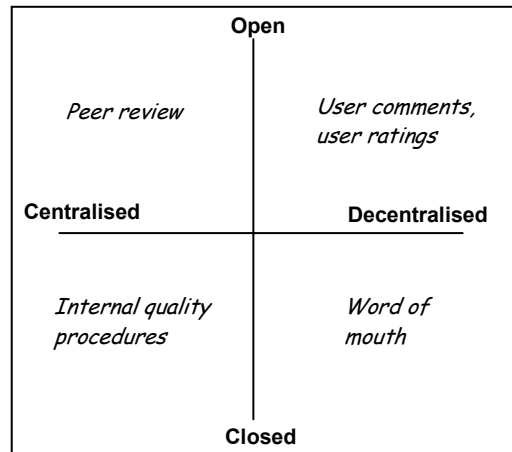 Open
Peer review
User comments,
user ratings
Centralised
Decentralised
Internal quality
procedures
Word of
mouth
Closed